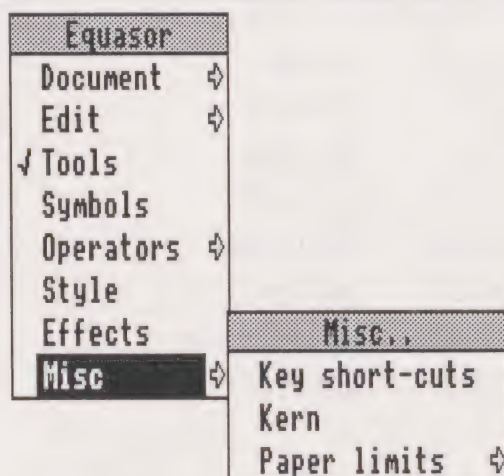 Equasor
Document ⇨
Edit ⇨
√ Tools
Symbols
Operators ⇨
Style
Effects
Misc ⇨
Misc..
Key short-cuts
Kern
Paper limits ⇨